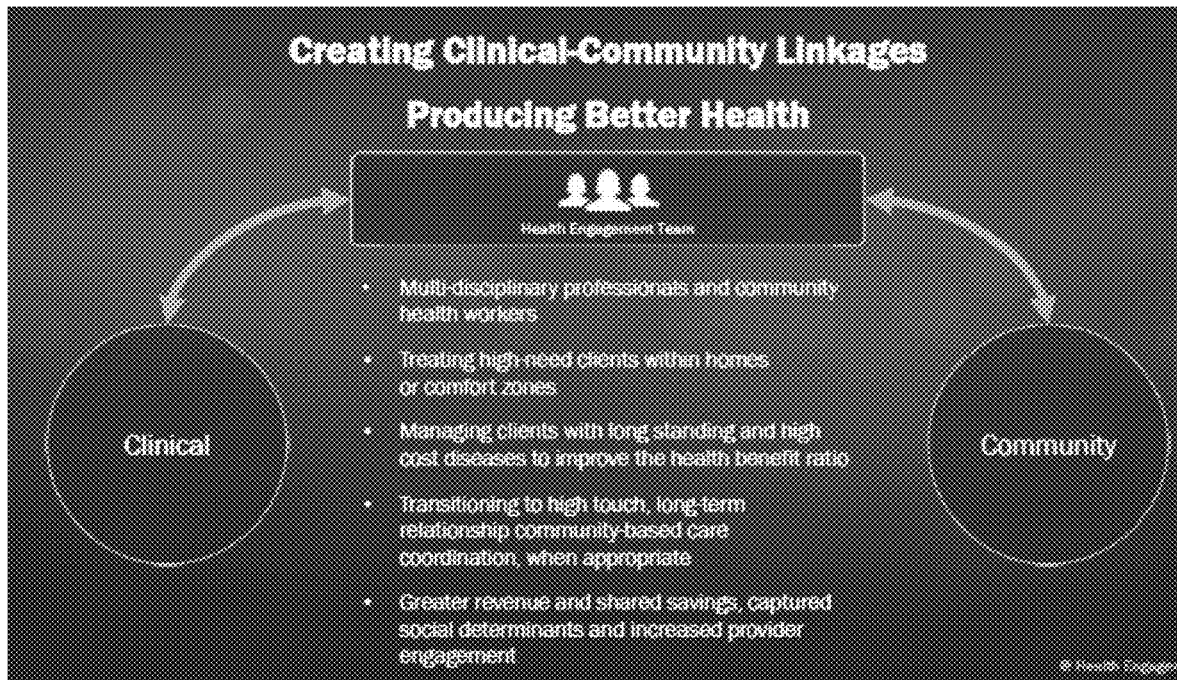 Creating Clinical-Community Linkages
Producing Better Health
Health Engagement Team
• Multi-disciplinary professionals and community
health workers
• Treating high-need clients within homes
or comfort zones
• Managing clients with long standing and high
cost diseases to improve the health benefit ratio
• Transitioning to high touch, long-term
relationship community-based care
coordination, when appropriate
• Greater revenue and shared savings, captured
social determinants and increased provider
engagement
Clinical
Community
© Health